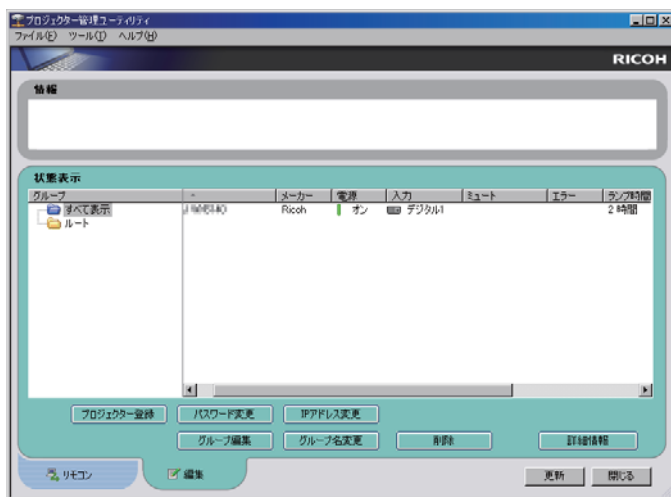 プロジェクター管理ユーティリティ
ファイル(F) ツール(T) ヘルプ(H)
RICOH
情報
状態表示
グループ - メーカー 電源 入力 ミュート エラー ランプ時間
すべて表示 Ricoh オン デジタル1 2 時間
ルート
プロジェクター登録 パスワード変更 IPアドレス変更
グループ編集 グループ名変更 削除 詳細情報
リモコン 編集 更新 閉じる